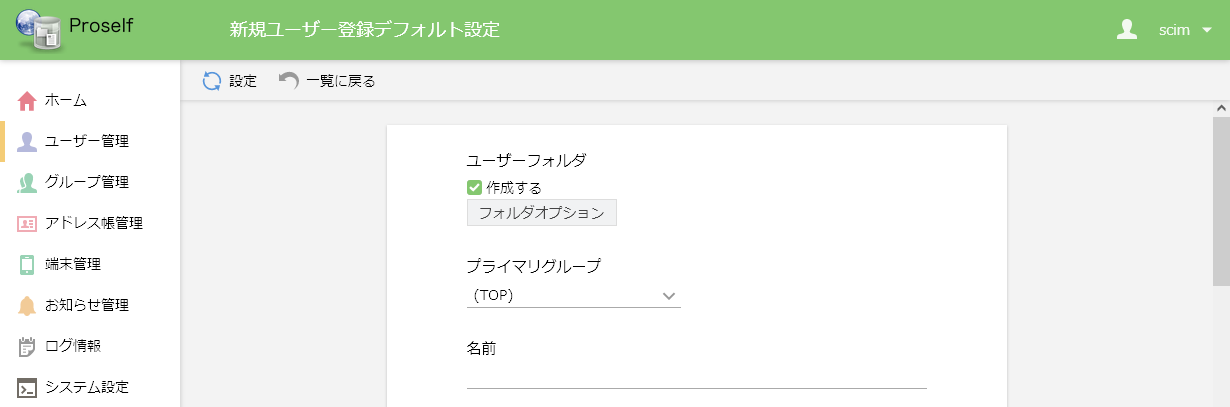 Proself
新規ユーザー登録デフォルト設定
scim
設定
一覧に戻る
ホーム
ユーザー管理
グループ管理
アドレス帳管理
端末管理
お知らせ管理
ログ情報
システム設定
ユーザーフォルダ
作成する
フォルダオプション
プライマリグループ
(TOP)
名前